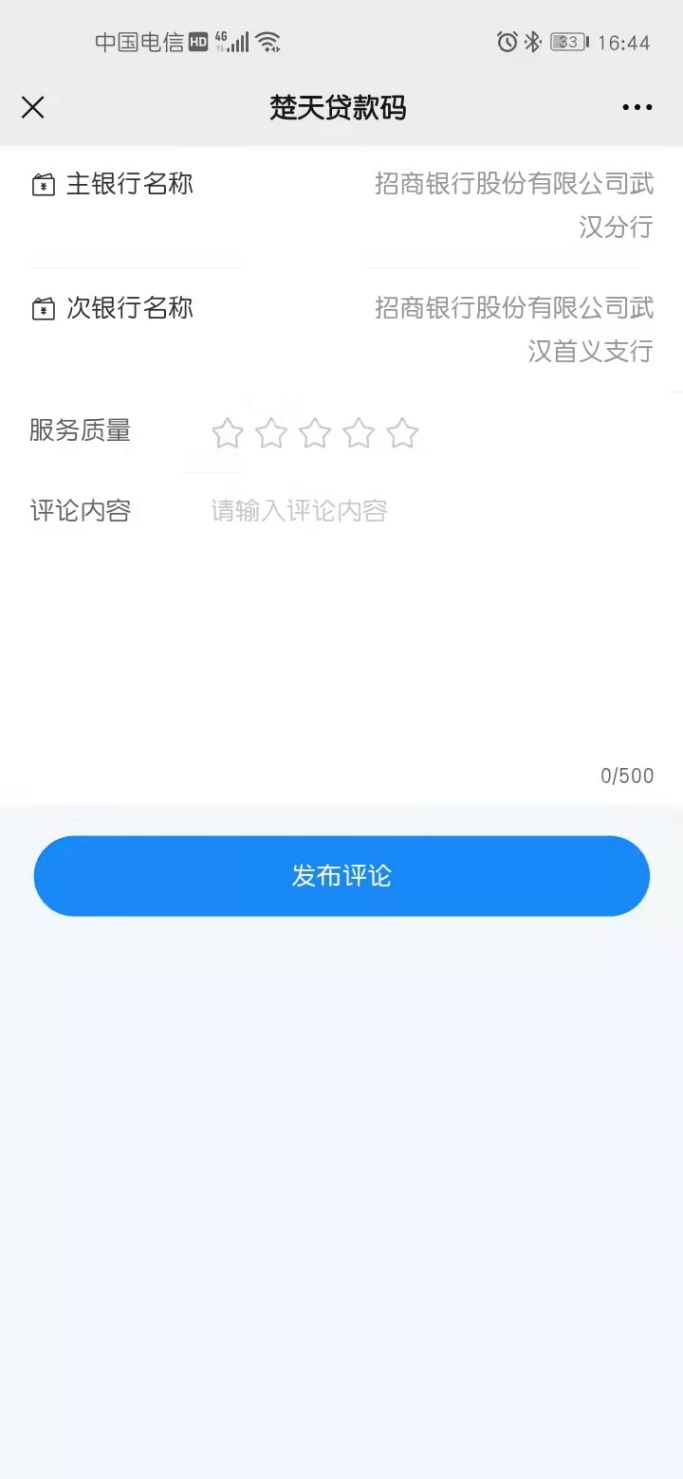 中国电信 HD 4G 33 16:44
楚天贷款码
主银行名称 招商银行股份有限公司武
汉分行
次银行名称 招商银行股份有限公司武
汉首义支行
服务质量
评论内容 请输入评论内容
0/500
发布评论